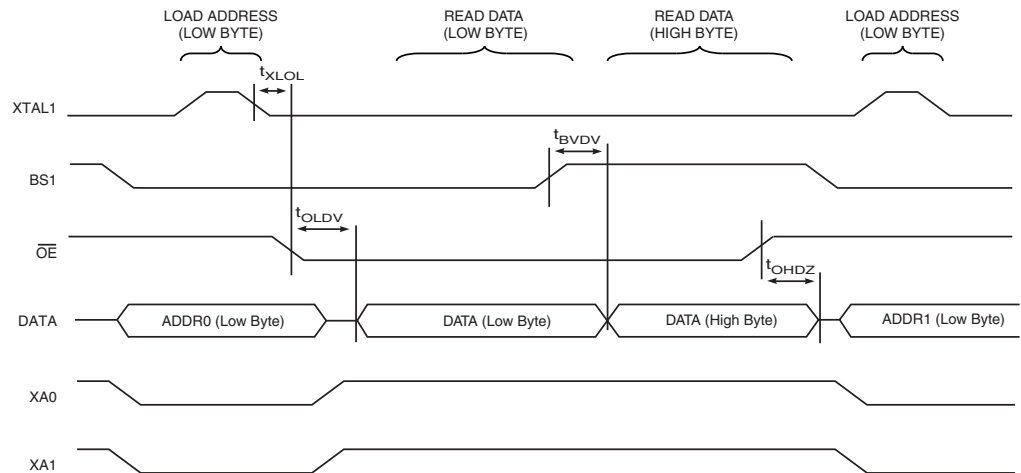 LOAD ADDRESS
(LOW BYTE)
READ DATA
(LOW BYTE)
READ DATA
(HIGH BYTE)
LOAD ADDRESS
(LOW BYTE)
tXLOL
XTAL1
tBVDV
BS1
tOLDV
OE
tOHDZ
DATA
ADDR0 (Low Byte)
DATA (Low Byte)
DATA (High Byte)
ADDR1 (Low Byte)
XA0
XA1